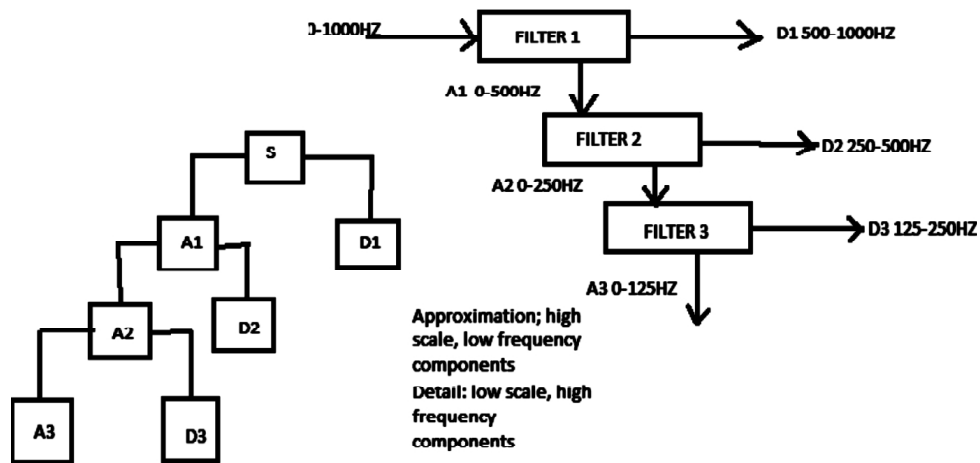 0-1000HZ
FILTER 1
D1 500-1000HZ
A1 0-500HZ
FILTER 2
D2 250-500HZ
A2 0-250HZ
FILTER 3
D3 125-250HZ
A3 0-125HZ
S
A1
D1
A2
D2
A3
D3
Approximation; high
scale, low frequency
components
Detail: low scale, high
frequency
components